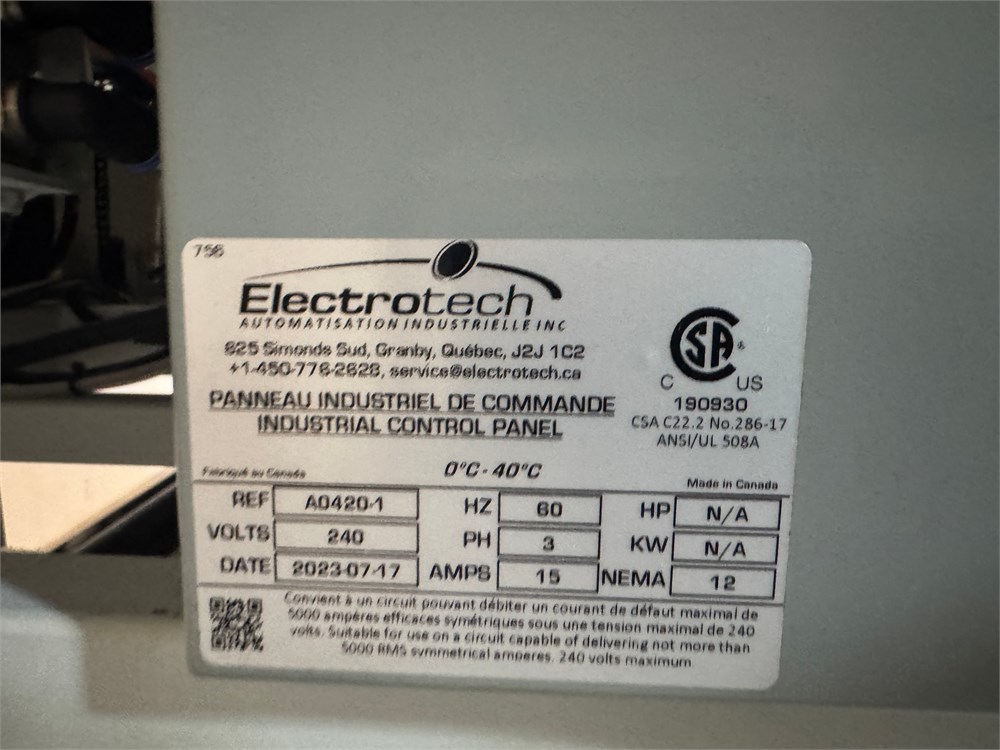 756
Electrotech
AUTOMATISATION INDUSTRIELLE INC
825 Simonds Sud, Granby, Québec, J2J 1C2
+1-450-776-2828, service@electrotech.ca
PANNEAU INDUSTRIEL DE COMMANDE
INDUSTRIAL CONTROL PANEL
CSA®
C US
190930
CSA C22.2 No.286-17
ANSI/UL 508A
Fabriqué au Canada
0°C - 40°C
Made in Canada
REF A0420-1 HZ 60 HP N/A
VOLTS 240 PH 3 KW N/A
DATE 2023-07-17 AMPS 15 NEMA 12
Convient à un circuit pouvant débiter un courant de défaut maximal de
5000 ampères efficaces symétriques sous une tension maximal de 240
volts. Suitable for use on a circuit capable of delivering not more than
5000 RMS symmetrical amperes, 240 volts maximum